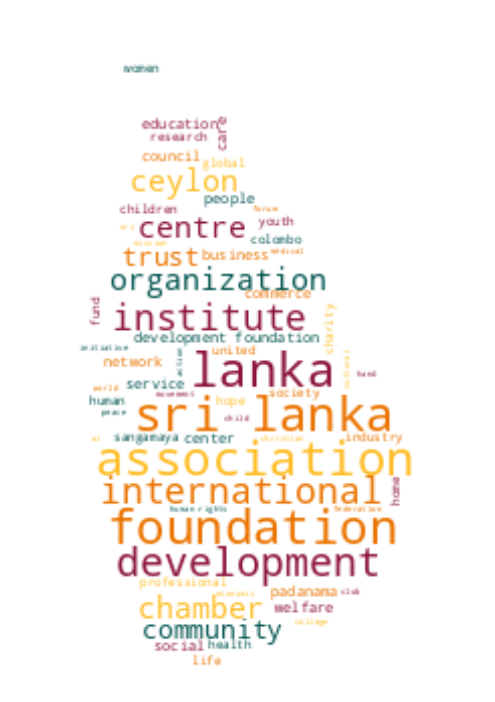 women
education
care
research
council
global
ceylon
people
children
forum
centre
youth
colombo
mission
trust
business
medical
organization
commerce
fund
institute
charity
development foundation
initiative
united
action
network
lanka
cultural
hand
world
service
movement
society
human
hope
peace
sri lanka
child
sangamaya
center
christian
industry
association
international
home
human rights
federation
foundation
development
professional
economic
padanama
club
chamber
welfare
college
community
social
health
life